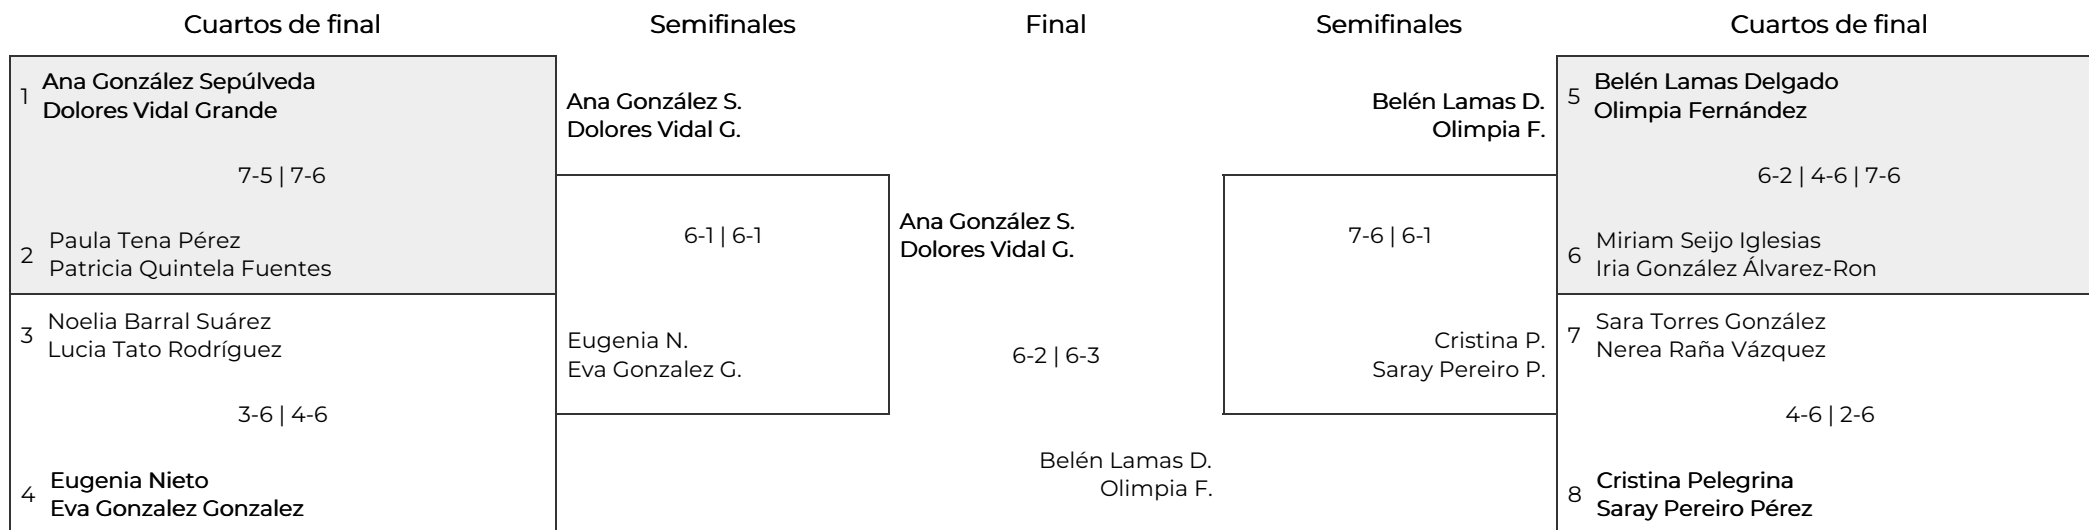 Cuartos de final
Semifinales
Final
Semifinales
Cuartos de final
1
Ana González Sepúlveda
Dolores Vidal Grande
7-5 | 7-6
2
Paula Tena Pérez
Patricia Quintela Fuentes
3
Noelia Barral Suárez
Lucia Tato Rodríguez
3-6 | 4-6
4
Eugenia Nieto
Eva Gonzalez Gonzalez
Ana González S.
Dolores Vidal G.
6-1 | 6-1
Eugenia N.
Eva Gonzalez G.
Ana González S.
Dolores Vidal G.
6-2 | 6-3
Belén Lamas D.
Olimpia F.
Belén Lamas D.
Olimpia F.
7-6 | 6-1
Cristina P.
Saray Pereiro P.
5
Belén Lamas Delgado
Olimpia Fernández
6-2 | 4-6 | 7-6
6
Miriam Seijo Iglesias
Iria González Álvarez-Ron
7
Sara Torres González
Nerea Raña Vázquez
4-6 | 2-6
8
Cristina Pelegrina
Saray Pereiro Pérez